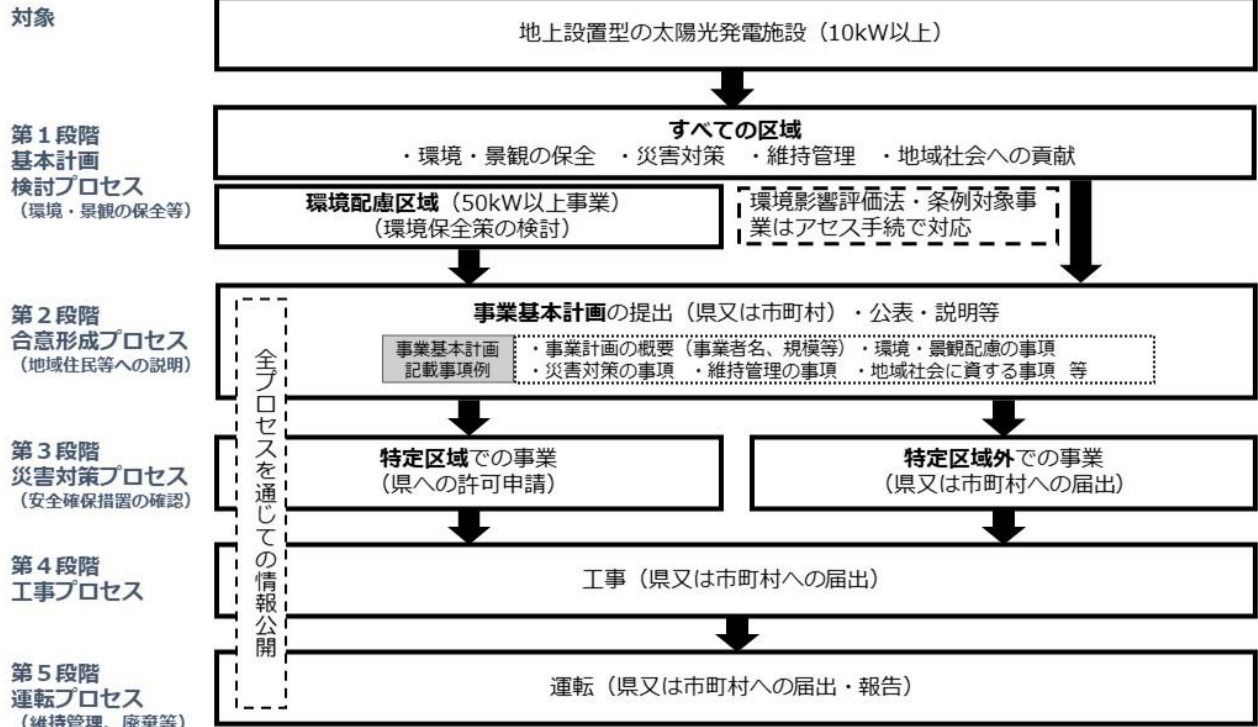 対象
地上設置型の太陽光発電施設（10kW以上）
第１段階
基本計画
検討プロセス
（環境・景観の保全等）
すべての区域
・環境・景観の保全　・災害対策　・維持管理　・地域社会への貢献
環境配慮区域（50kW以上事業）
（環境保全策の検討）
環境影響評価法・条例対象事
業はアセス手続で対応
第２段階
合意形成プロセス
（地域住民等への説明）
事業基本計画の提出（県又は市町村）・公表・説明等
事業基本計画
記載事項例
・事業計画の概要（事業者名、規模等）・環境・景観配慮の事項
・災害対策の事項　・維持管理の事項　・地域社会に資する事項　等
全プロセスを通じての情報公開
第３段階
災害対策プロセス
（安全確保措置の確認）
特定区域での事業
（県への許可申請）
特定区域外での事業
（県又は市町村への届出）
第４段階
工事プロセス
工事（県又は市町村への届出）
第５段階
運転プロセス
（維持管理、廃棄等）
運転（県又は市町村への届出・報告）